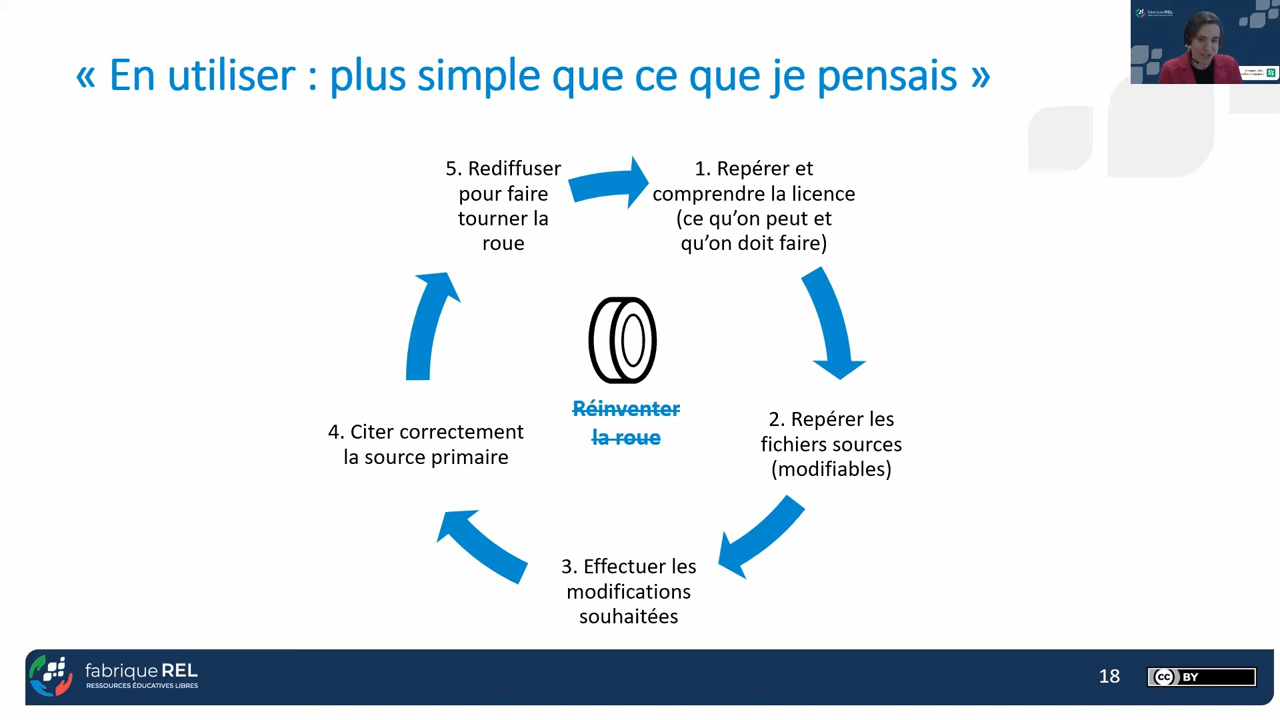 « En utiliser : plus simple que ce que je pensais »
5. Rediffuser
pour faire
tourner la
roue
1. Repérer et
comprendre la licence
(ce qu’on peut et
qu’on doit faire)
Réinventer
la roue
2. Repérer les
fichiers sources
(modifiables)
4. Citer correctement
la source primaire
3. Effectuer les
modifications
souhaitées
fabrique REL
RESSOURCES ÉDUCATIVES LIBRES
18
cc BY